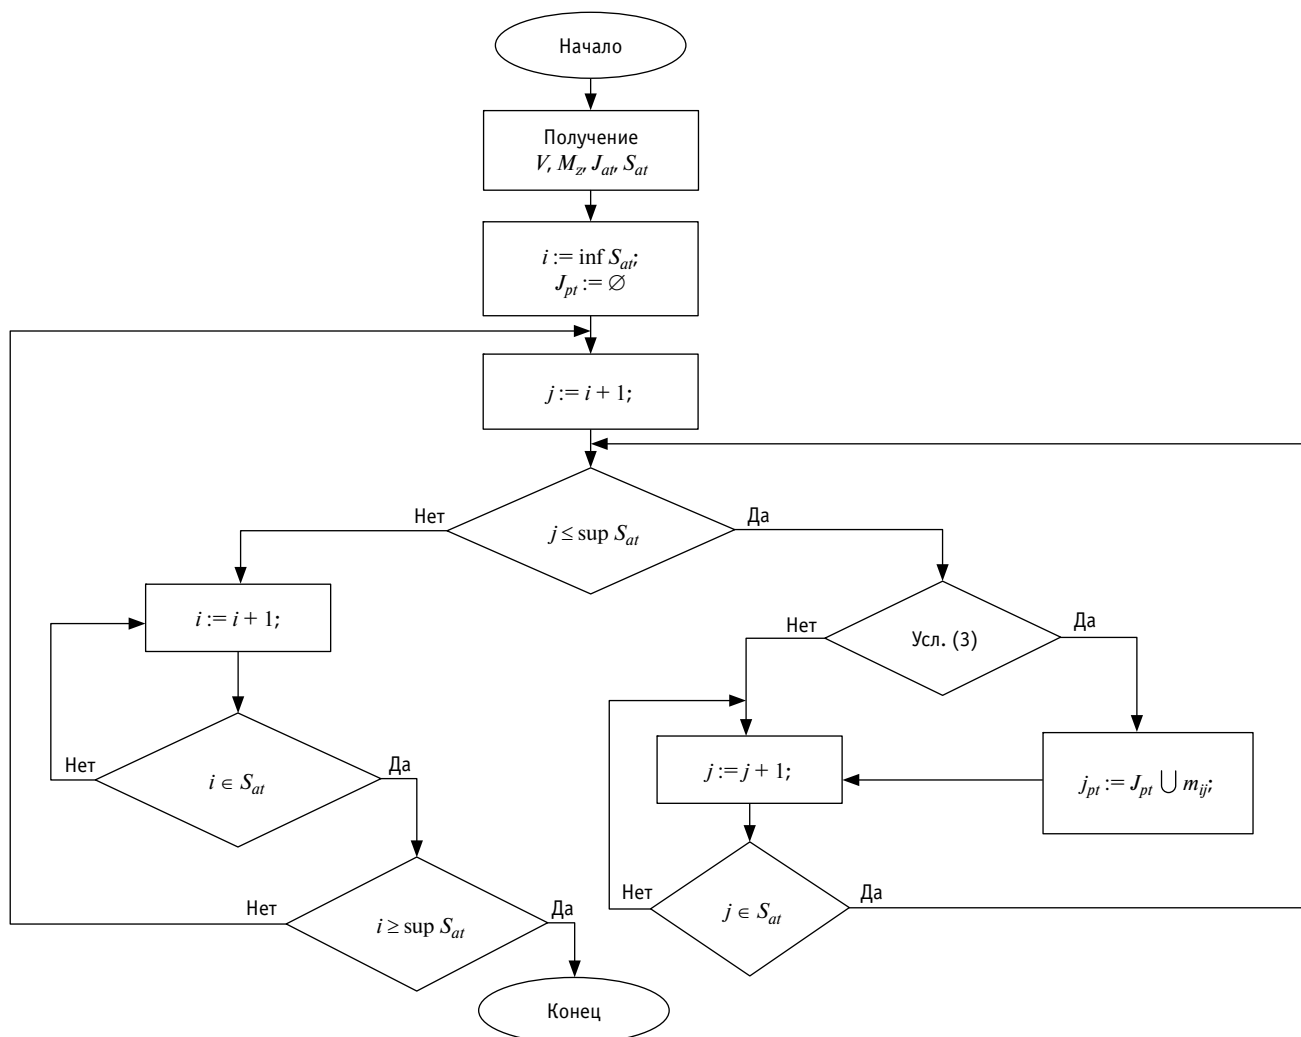 Начало
Получение
V, M_z, J_at, S_at
i := inf S_at;
J_pt := ∅
j := i + 1;
Нет
j ≤ sup S_at
Да
i := i + 1;
Нет
Усл. (3)
Да
Нет
i ∈ S_at
Да
j := j + 1;
j_pt := J_pt ⋃ m_ij;
Нет
j ∈ S_at
Да
Нет
i ≥ sup S_at
Да
Конец